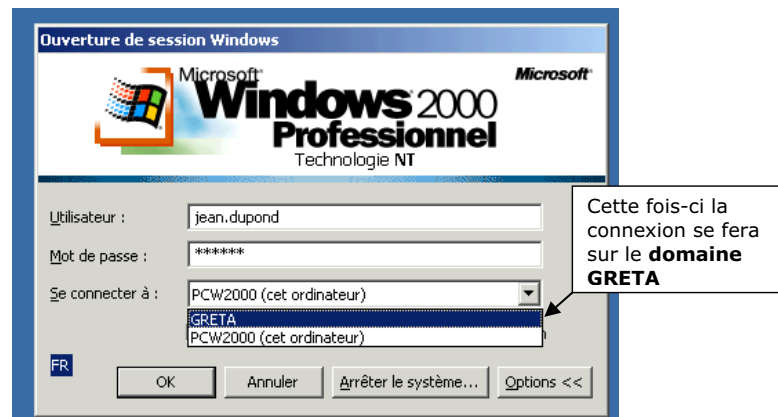 Ouverture de session Windows
Microsoft
Microsoft
Windows 2000
Professionnel
Technologie NT
Utilisateur :
jean.dupond
Mot de passe :
******
Se connecter à :
PCW2000 (cet ordinateur)
GRETA
PCW2000 (cet ordinateur)
FR
OK
Annuler
Arrêter le système...
Options <<
Cette fois-ci la
connexion se fera
sur le domaine
GRETA